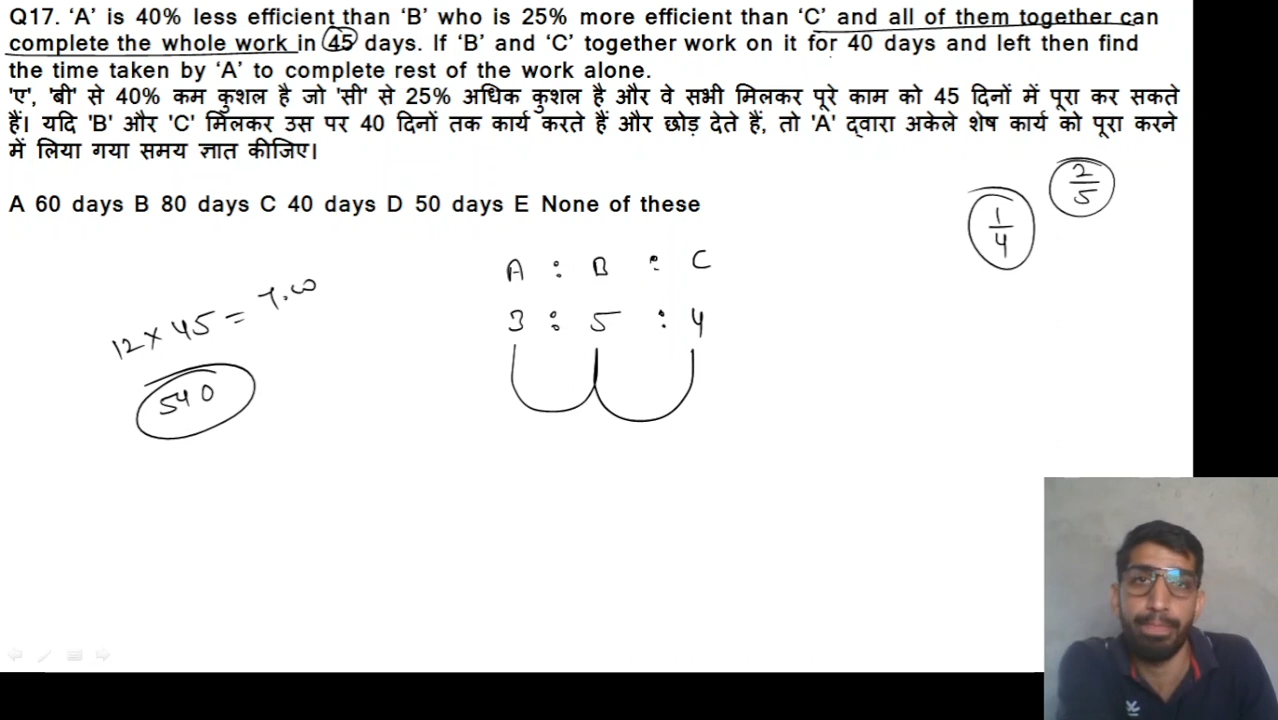 Q17. ‘A’ is 40% less efficient than ‘B’ who is 25% more efficient than ‘C’ and all of them together can
complete the whole work in 45 days. If ‘B’ and ‘C’ together work on it for 40 days and left then find
the time taken by ‘A’ to complete rest of the work alone.
'ए', 'बी' से 40% कम कुशल है जो 'सी' से 25% अधिक कुशल है और वे सभी मिलकर पूरे काम को 45 दिनों में पूरा कर सकते
हैं। यदि 'B' और 'C' मिलकर उस पर 40 दिनों तक कार्य करते हैं और छोड़ देते हैं, तो 'A' द्वारा अकेले शेष कार्य को पूरा करने
में लिया गया समय ज्ञात कीजिए।
A 60 days B 80 days C 40 days D 50 days E None of these
2/5
1/4
A : B : C
3 : 5 : 4
12 × 45 = T.W
540